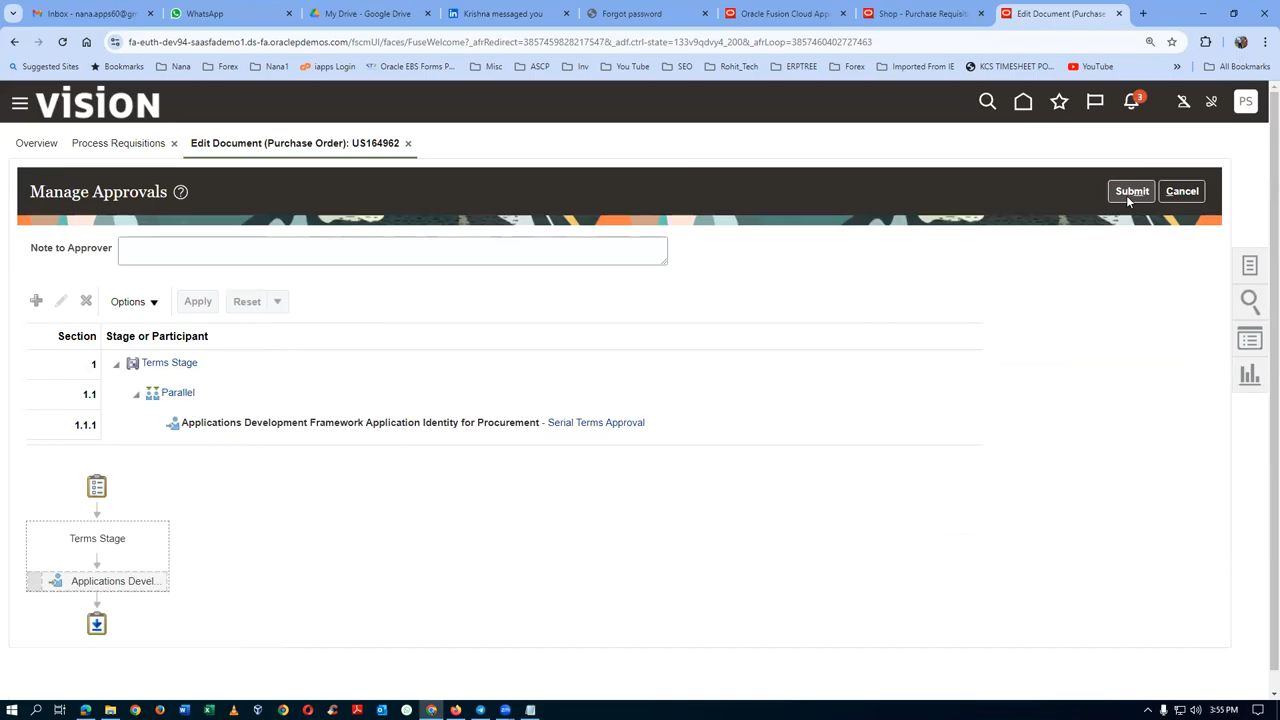 Inbox - nana.apps60@gm
WhatsApp
My Drive - Google Drive
Krishna messaged you
Forgot password
Oracle Fusion Cloud App
Shop - Purchase Requisiti
Edit Document (Purchase
fa-euth-dev94-saasfademo1.ds-fa.oraclepdemos.com/fscmUI/faces/FuseWelcome?_afrRedirect=38574598282175478&_adf.ctrl-state=133v9qdvy4_200&_afrLoop=38574604027274​63
Suggested Sites Bookmarks Nana Forex Nana1 iapps Login Oracle EBS Forms P... Misc ASCP Inv You Tube SEO Rohit_Tech ERPTREE Forex Imported From IE KCS TIMESHEET PO... YouTube » All Bookmarks
VISION
3
PS
Overview Process Requisitions Edit Document (Purchase Order): US164962
Manage Approvals
Submit Cancel
Note to Approver
Options Apply Reset
Section Stage or Participant
1 Terms Stage
1.1 Parallel
1.1.1 Applications Development Framework Application Identity for Procurement - Serial Terms Approval
Terms Stage
Applications Devel...
3:55 PM